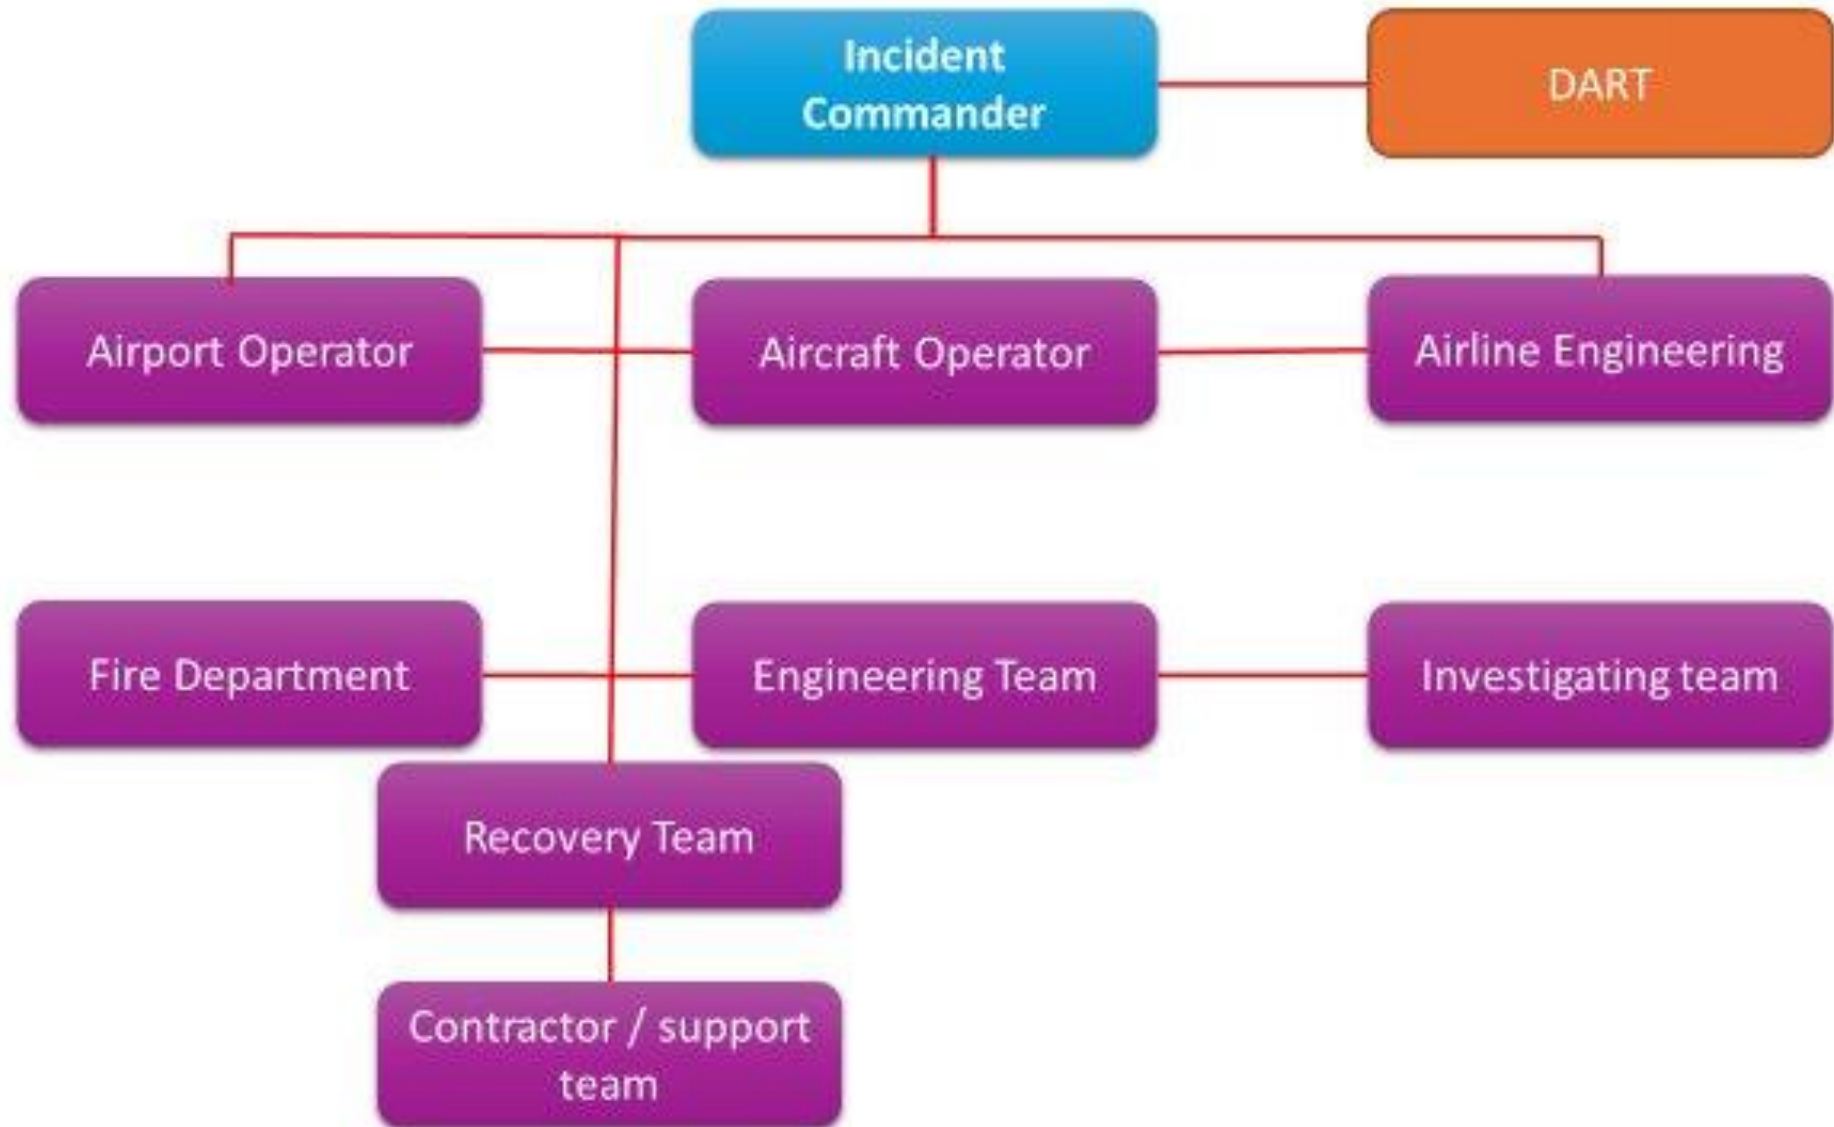 Incident
Commander
DART
Airport Operator
Aircraft Operator
Airline Engineering
Fire Department
Engineering Team
Investigating team
Recovery Team
Contractor / support
team